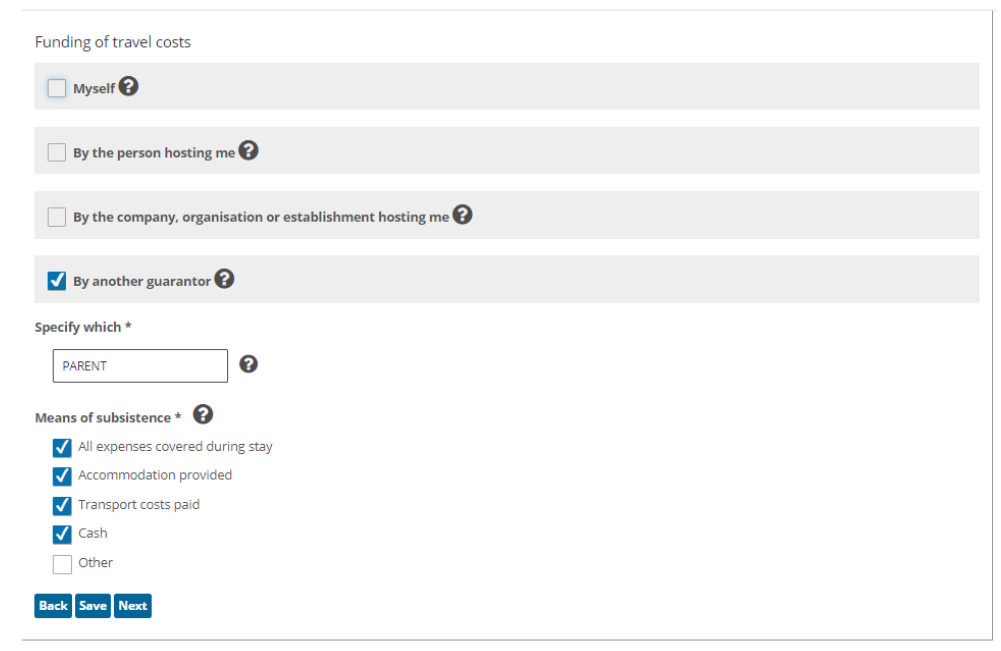 Funding of travel costs
Myself ?
By the person hosting me ?
By the company, organisation or establishment hosting me ?
By another guarantor ?
Specify which *
PARENT ?
Means of subsistence * ?
All expenses covered during stay
Accommodation provided
Transport costs paid
Cash
Other
Back Save Next